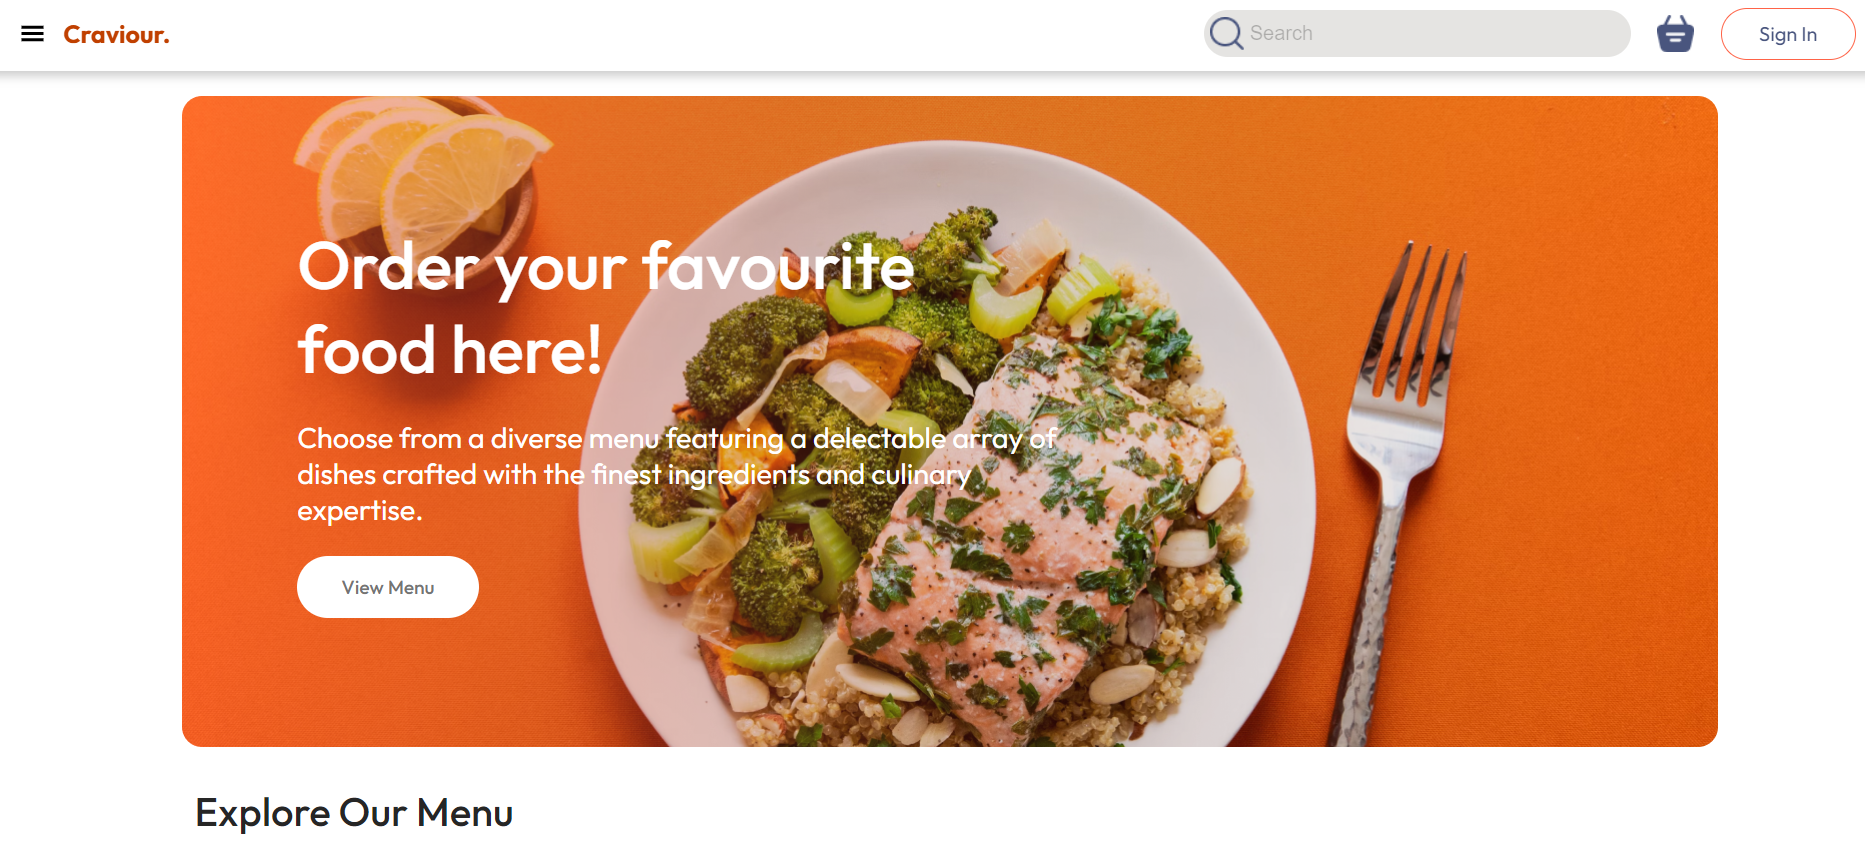 Craviour.
Search
Sign In
Order your favourite
food here!
Choose from a diverse menu featuring a delectable array of
dishes crafted with the finest ingredients and culinary
expertise.
View Menu
Explore Our Menu